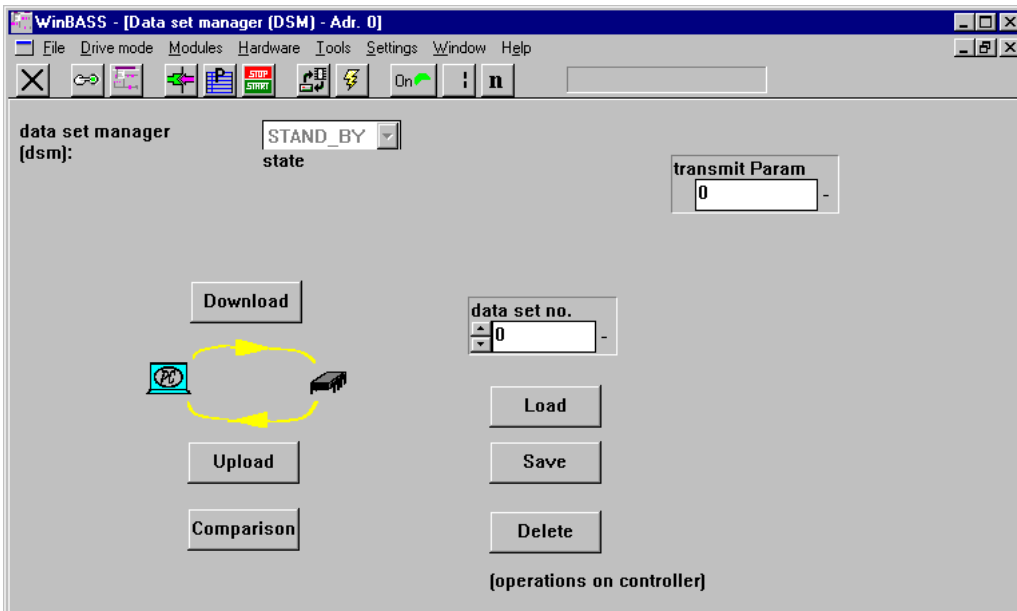 WinBASS - [Data set manager (DSM) - Adr. 0]
File Drive mode Modules Hardware Tools Settings Window Help
P STOP START On n
data set manager (dsm):
STAND_BY
state
transmit Param
0 -
Download
data set no.
0 -
PC
Load
Upload
Save
Comparison
Delete
(operations on controller)